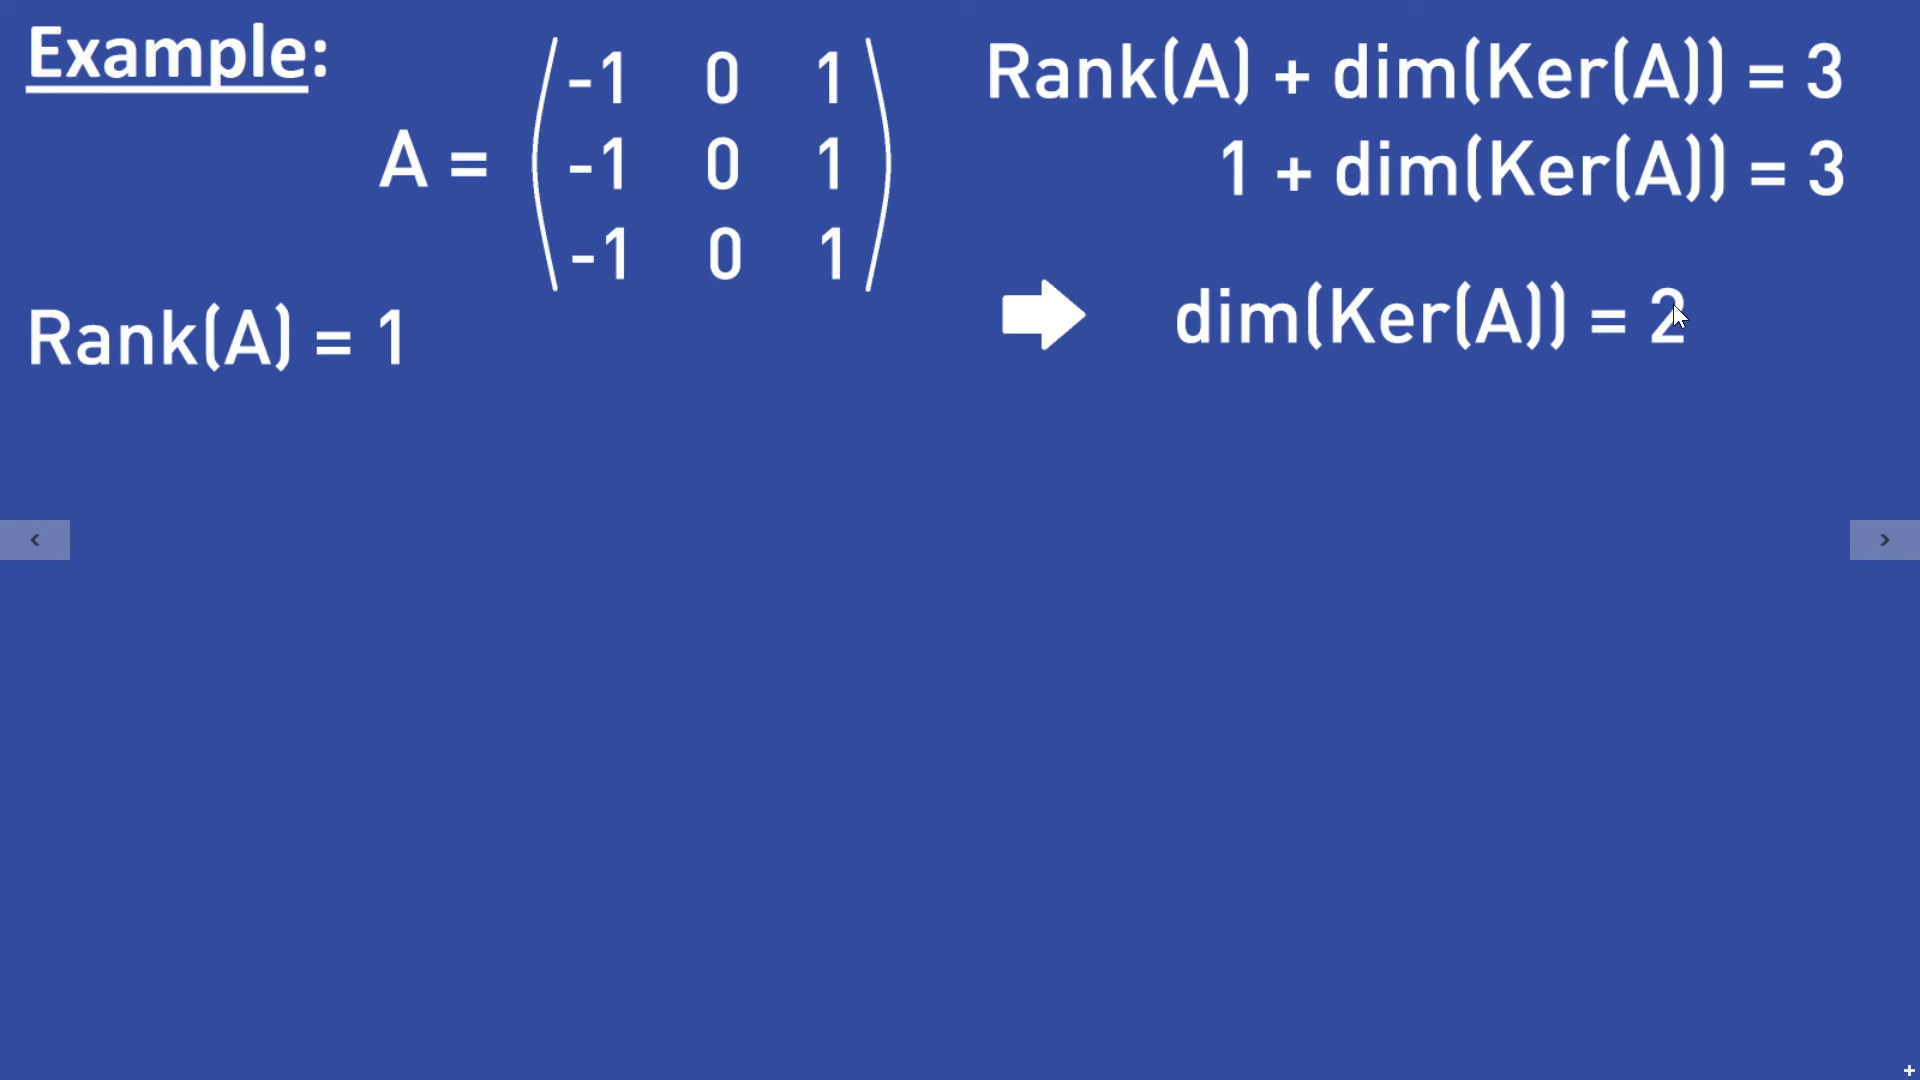 Example:
A =
-1 0 1
-1 0 1
-1 0 1
Rank(A) = 1
Rank(A) + dim(Ker(A)) = 3
1 + dim(Ker(A)) = 3
dim(Ker(A)) = 2